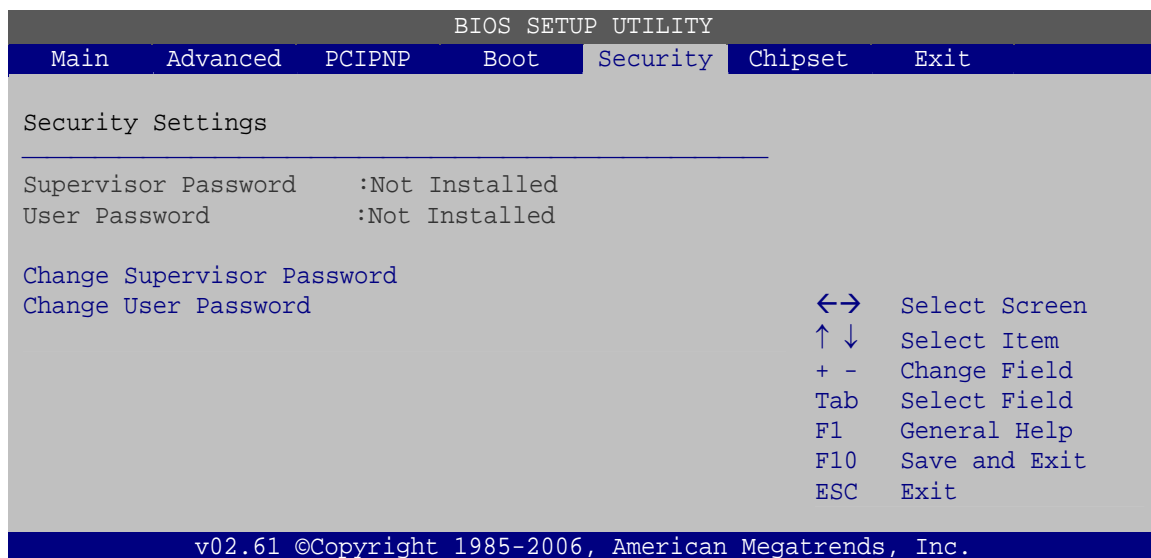 BIOS SETUP UTILITY
Main Advanced PCIPNP Boot Security Chipset Exit
Security Settings
Supervisor Password :Not Installed
User Password :Not Installed
Change Supervisor Password
Change User Password
←→ Select Screen
↑ ↓ Select Item
+ - Change Field
Tab Select Field
F1 General Help
F10 Save and Exit
ESC Exit
v02.61 ©Copyright 1985-2006, American Megatrends, Inc.